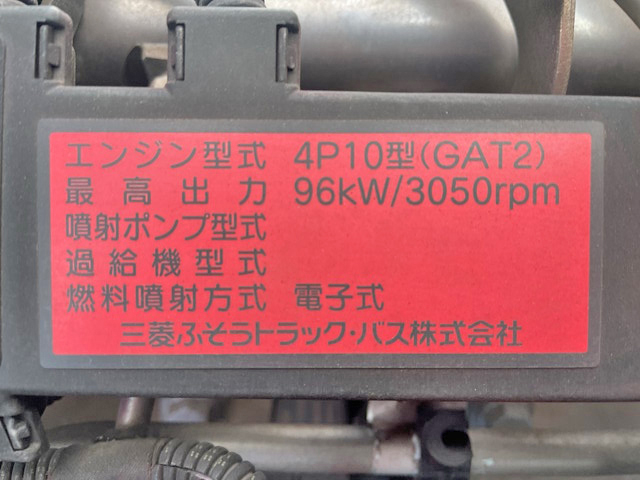 エンジン型式 4P10型(GAT2)
最高出力 96kW/3050rpm
噴射ポンプ型式
過給機型式
燃料噴射方式 電子式
三菱ふそうトラック・バス株式会社